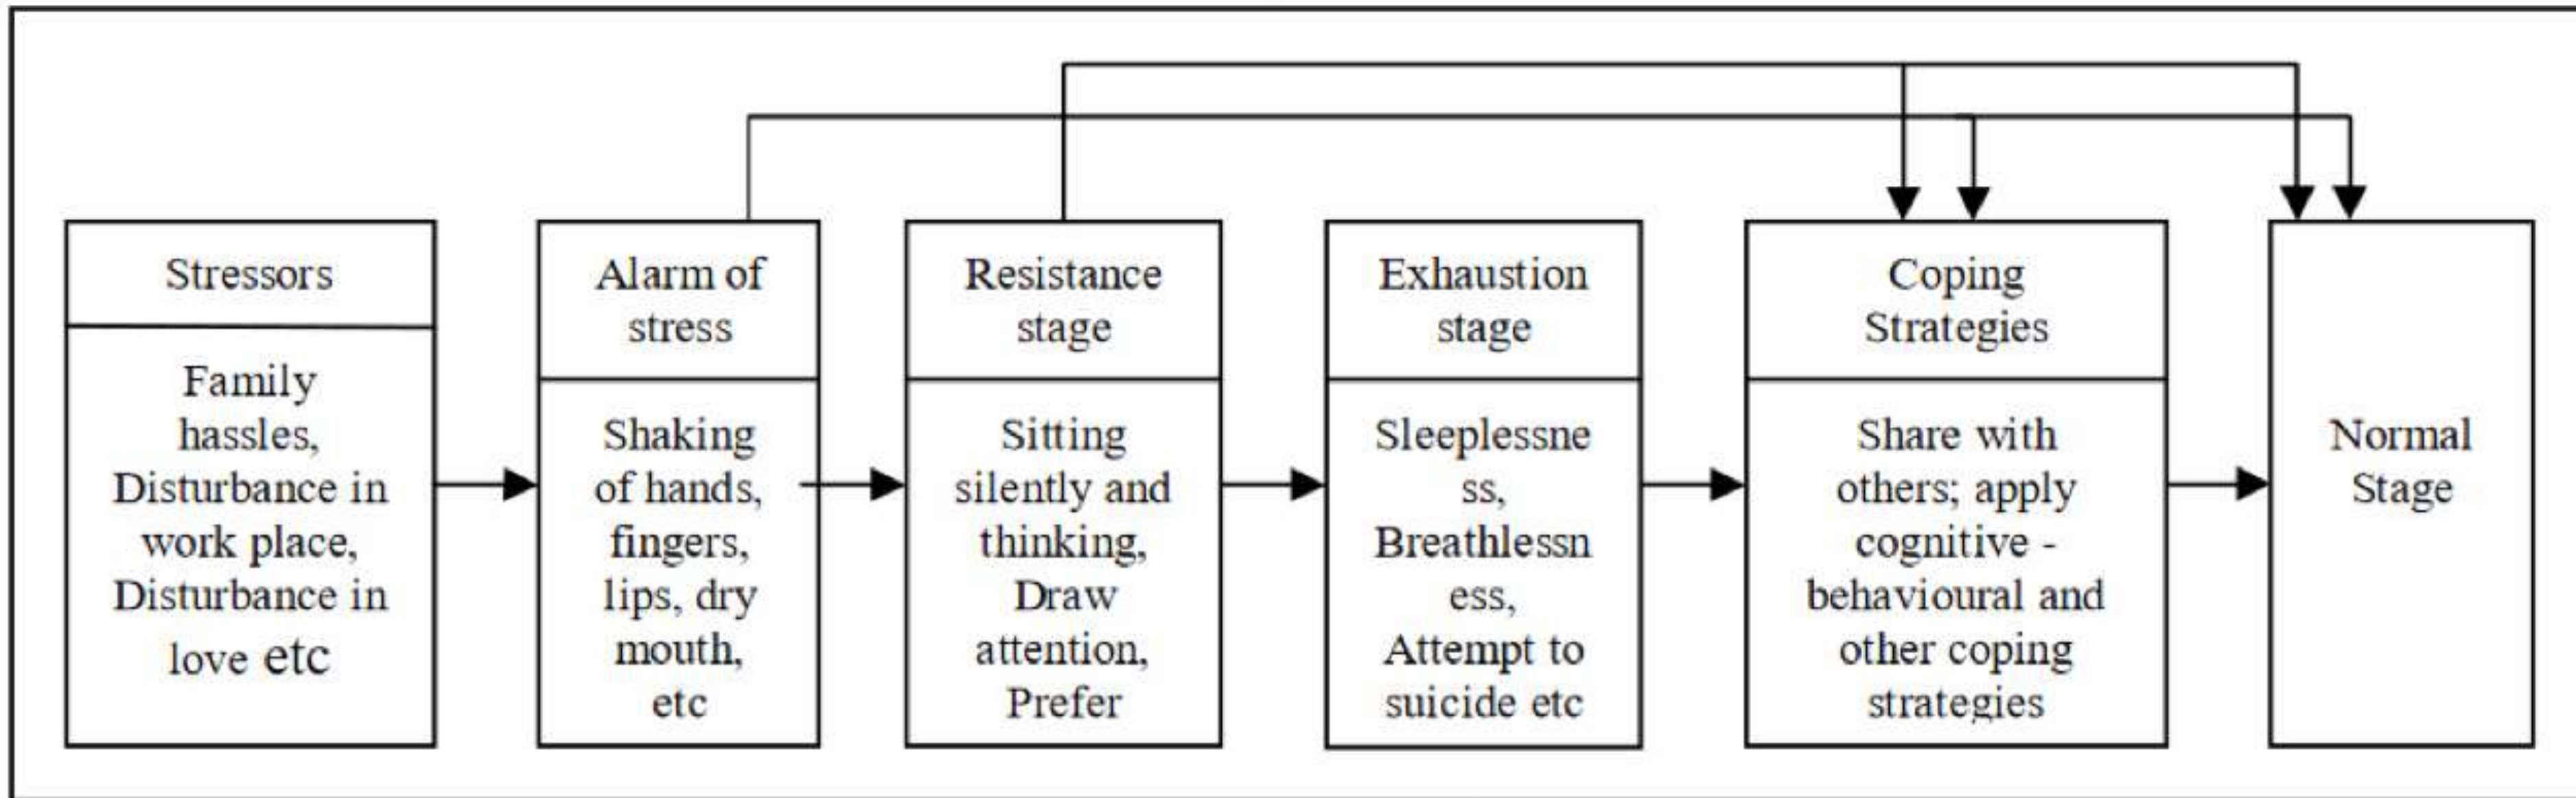 Stressors
Family
hassles,
Disturbance in
work place,
Disturbance in
love etc
Alarm of
stress
Shaking
of hands,
fingers,
lips, dry
mouth,
etc
Resistance
stage
Sitting
silently and
thinking,
Draw
attention,
Prefer
Exhaustion
stage
Sleeplessne
ss,
Breathlessn
ess,
Attempt to
suicide etc
Coping
Strategies
Share with
others; apply
cognitive -
behavioural and
other coping
strategies
Normal
Stage